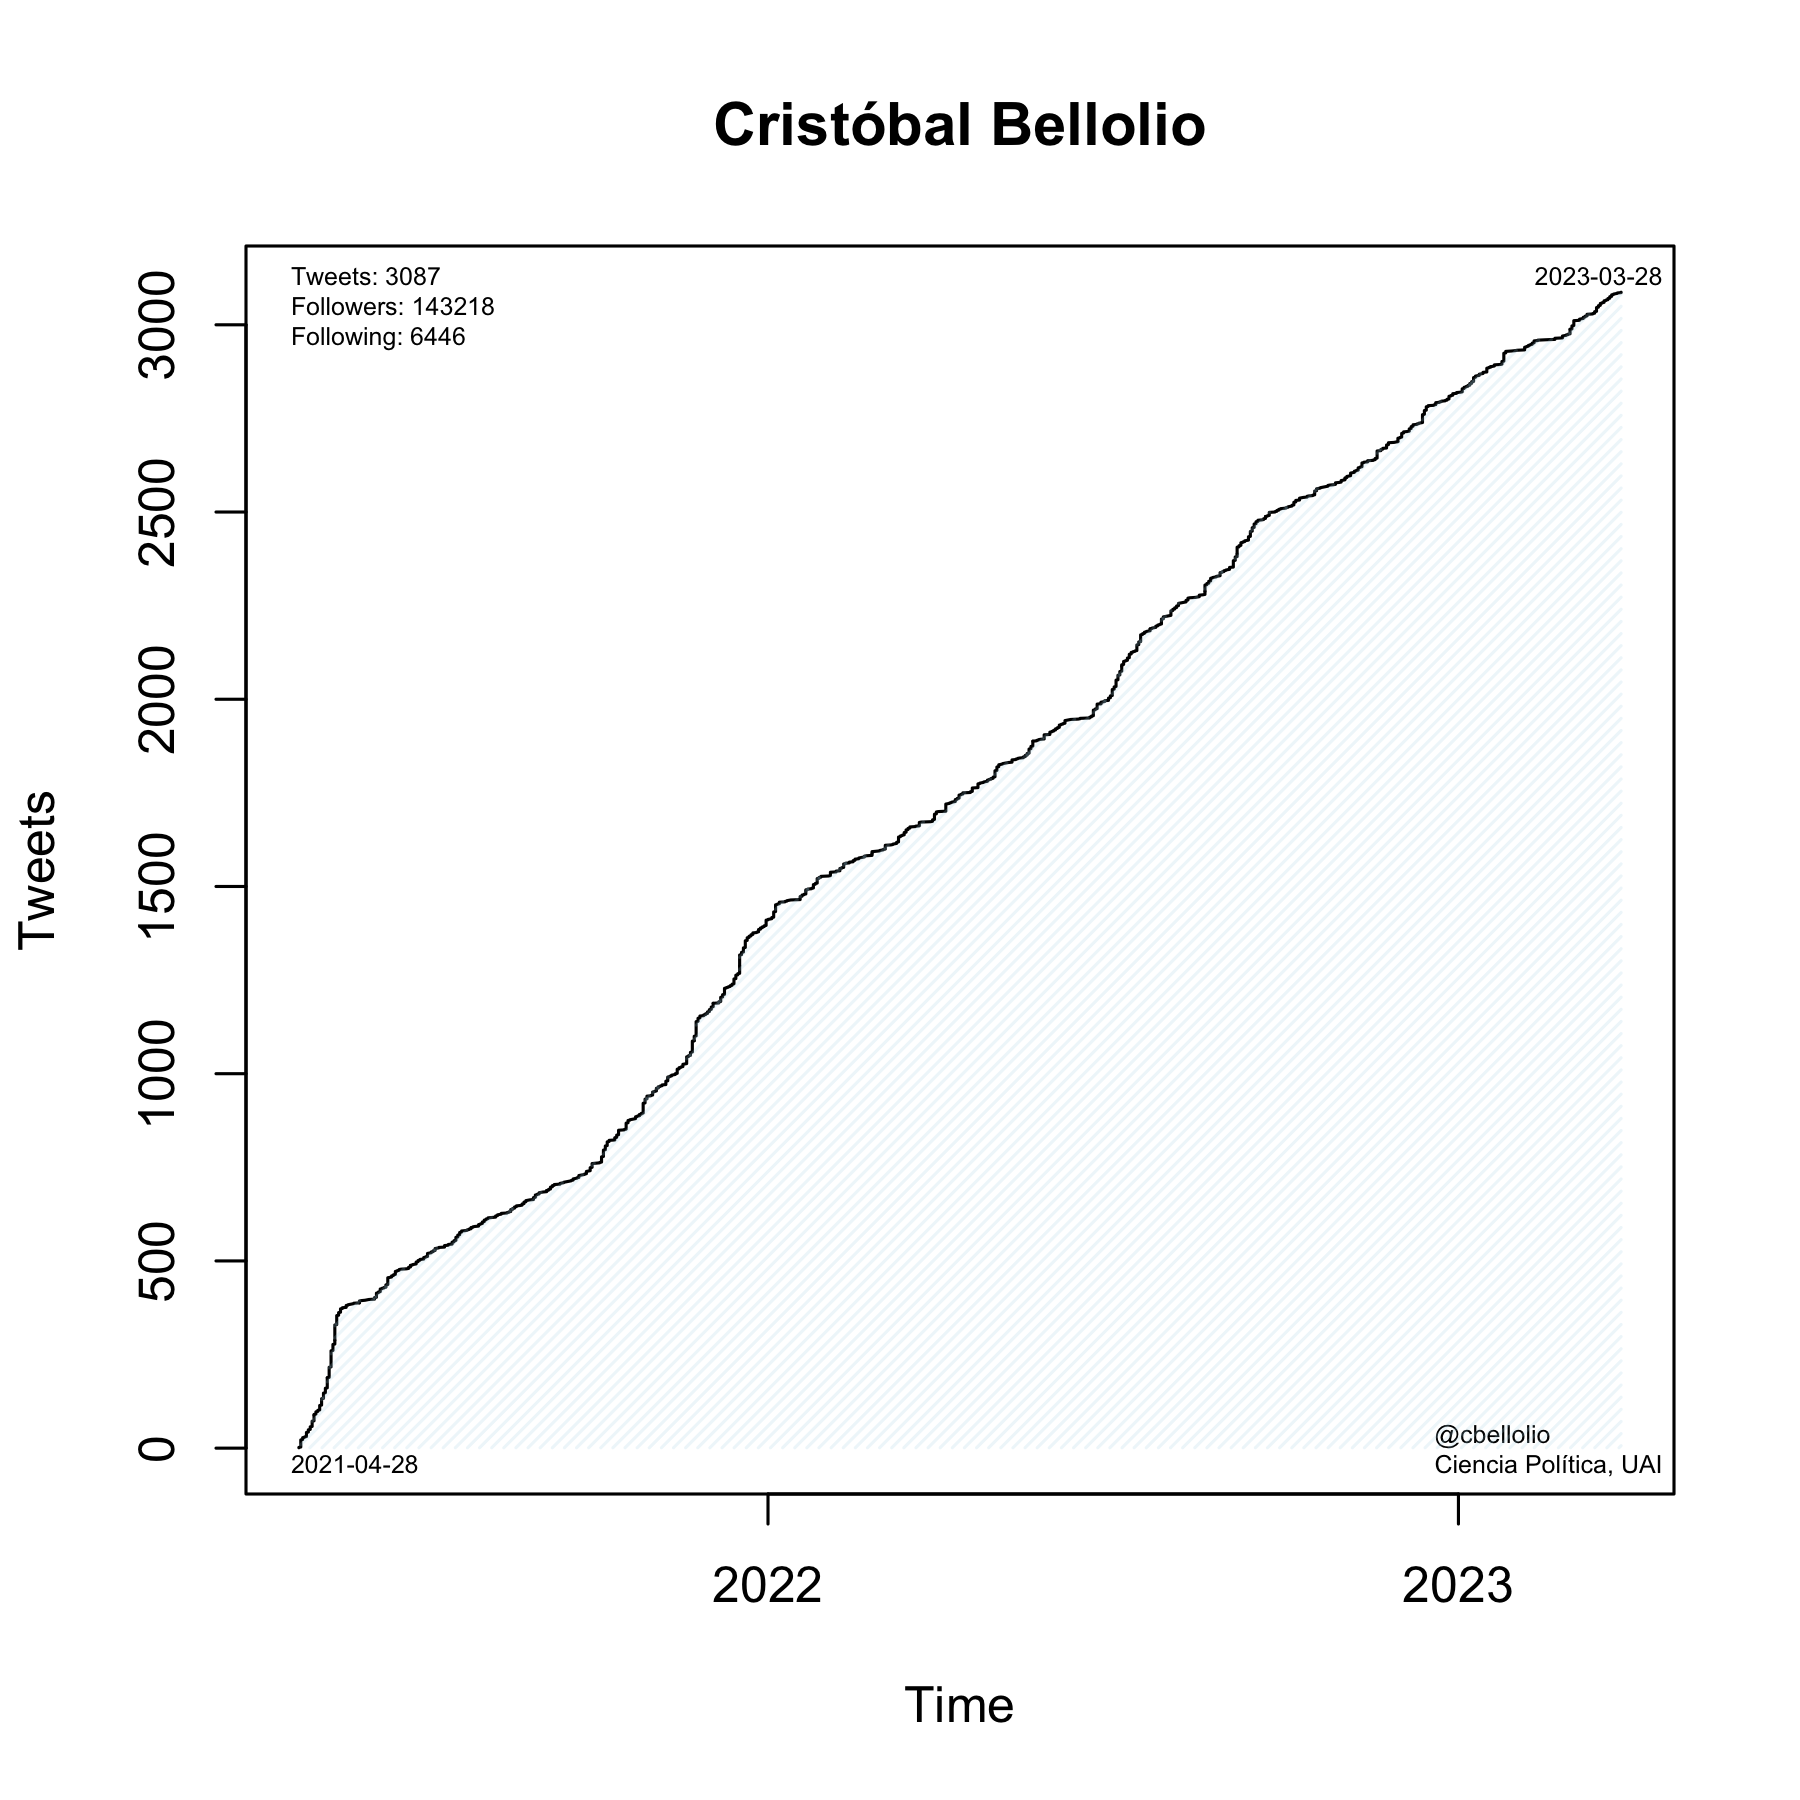 Cristóbal Bellolio
Tweets: 3087
Followers: 143218
Following: 6446
2023-03-28
3000
2500
2000
1500
1000
500
0
Tweets
2021-04-28
@cbellolio
Ciencia Política, UAI
2022
2023
Time